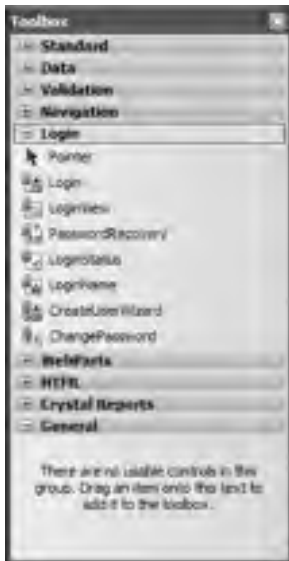 Toolbox
Standard
Data
Validation
Navigation
Login
Pointer
Login
LoginView
PasswordRecovery
LoginStatus
LoginName
CreateUserWizard
ChangePassword
WebParts
HTML
Crystal Reports
General
There are no usable controls in this
group. Drag an item onto this text to
add it to the toolbox.